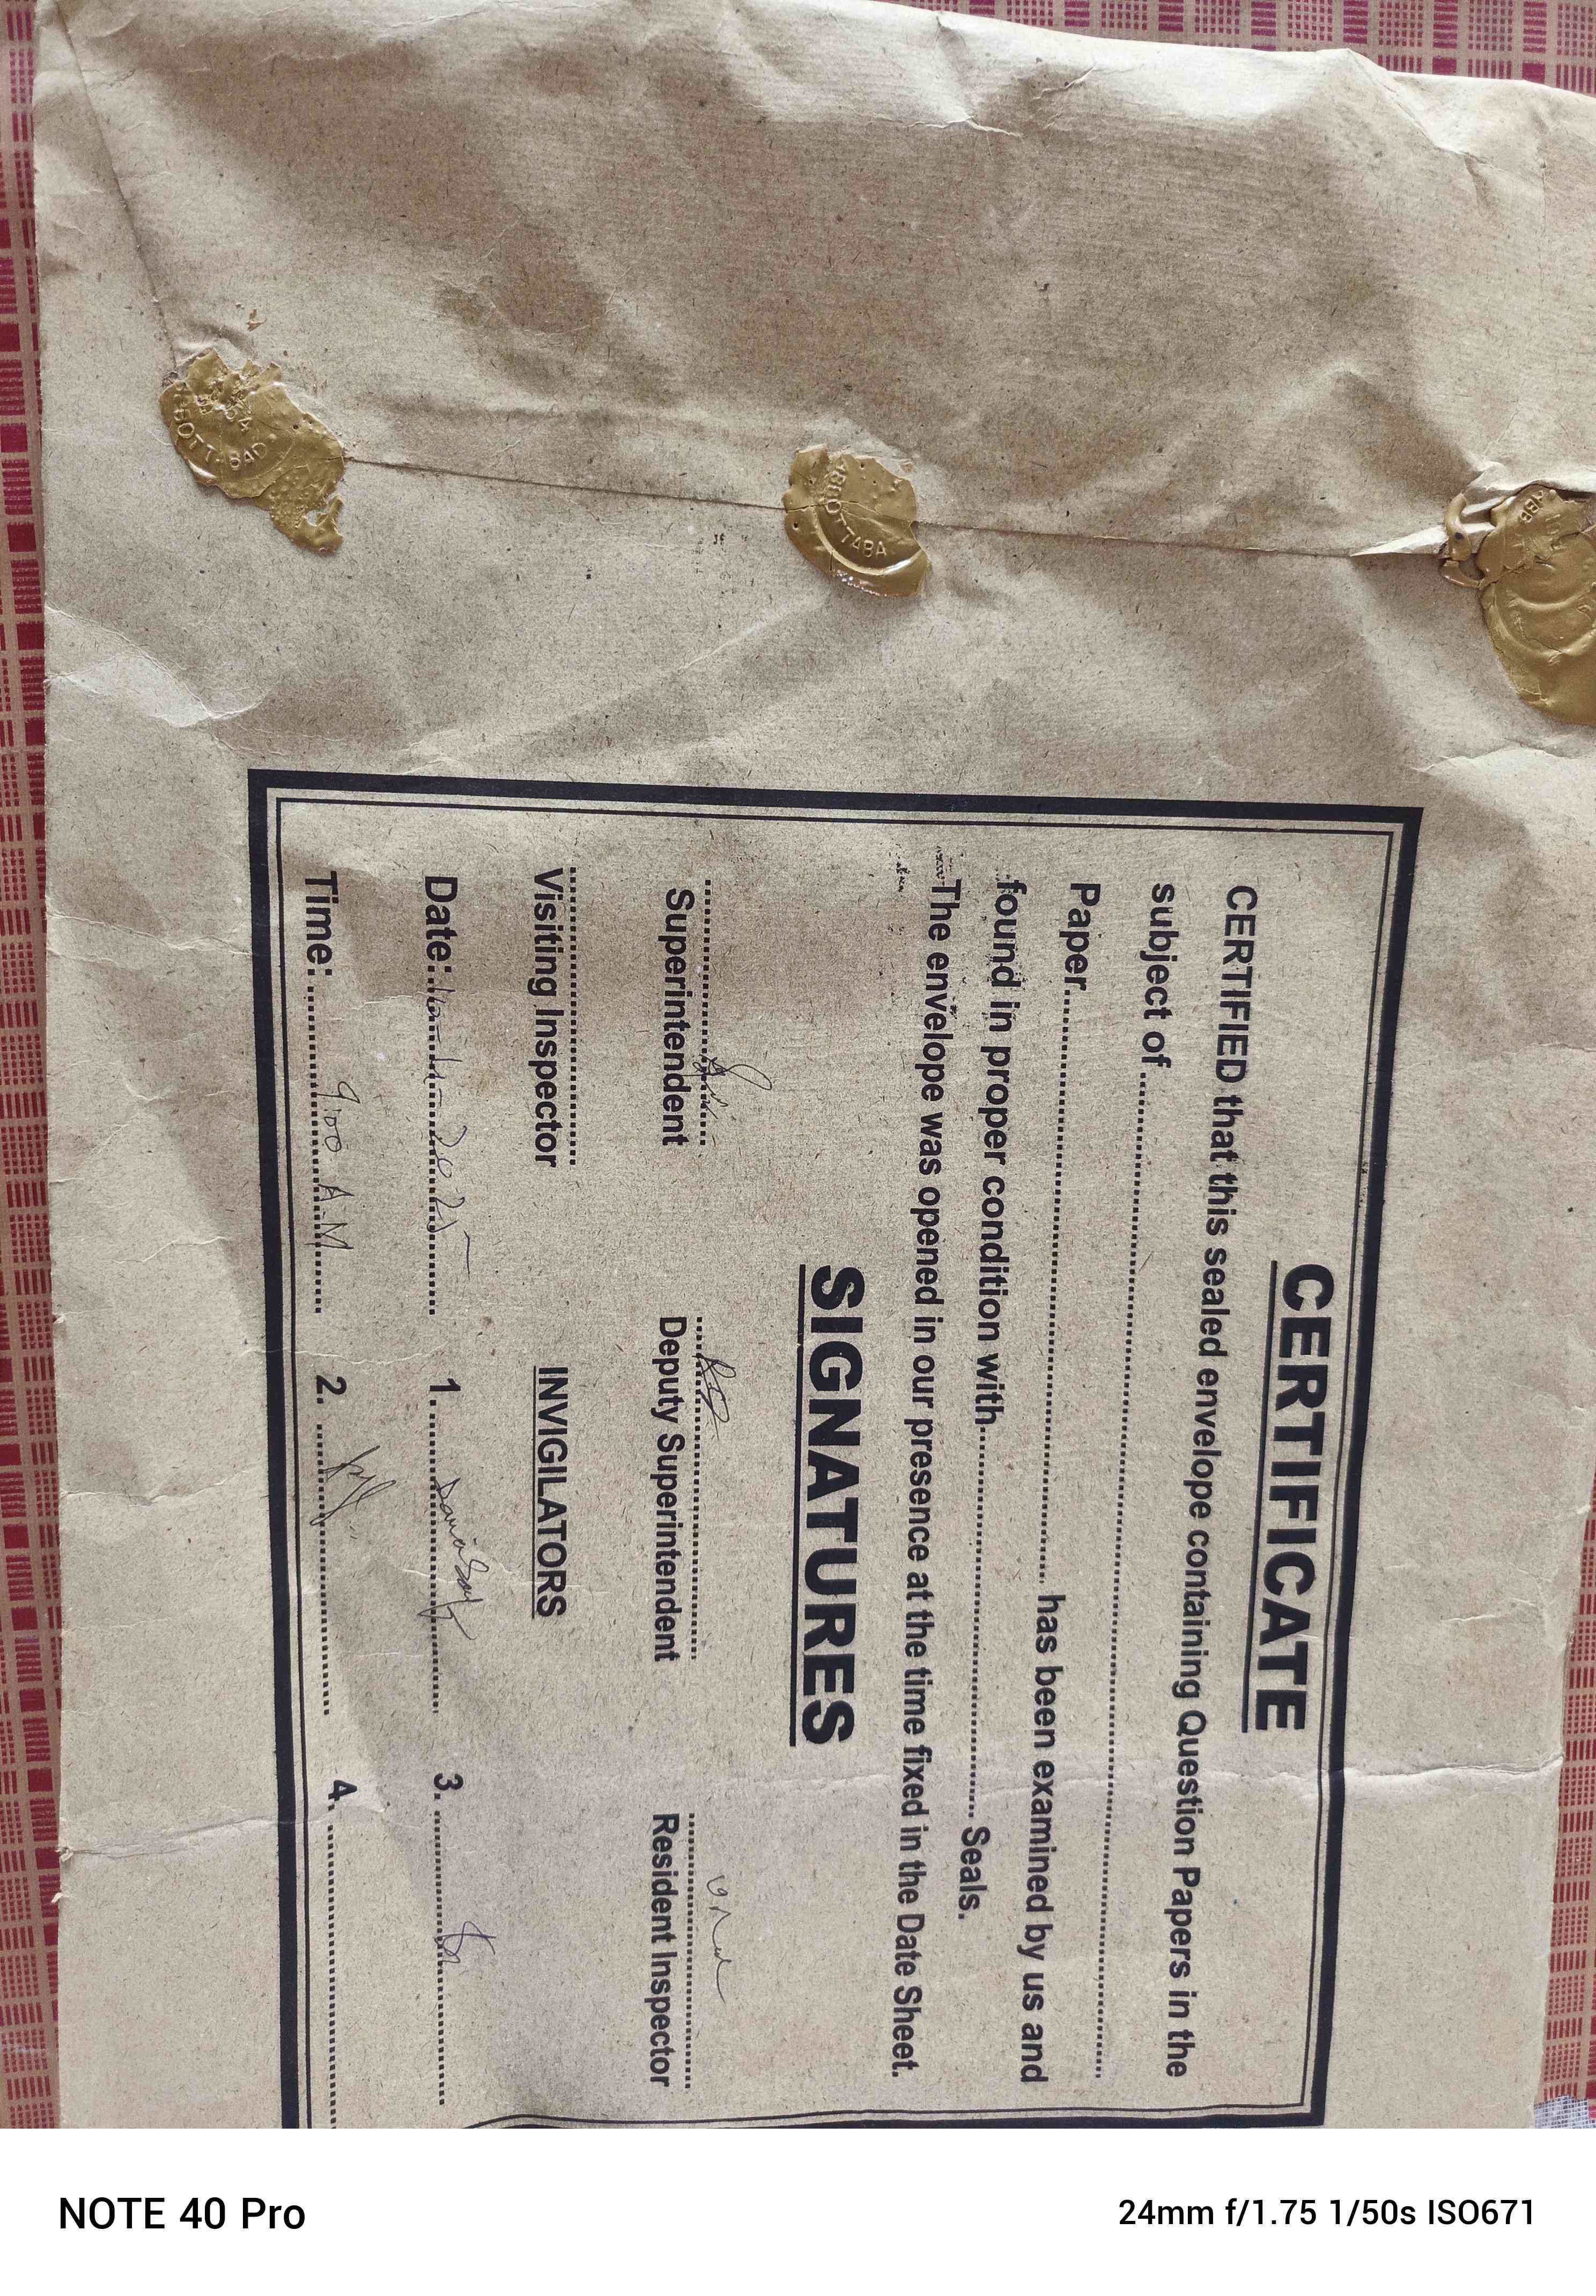 CERTIFICATE
CERTIFIED that this sealed envelope containing Question Papers in the
subject of
Paper has been examined by us and
found in proper condition with Seals.
The envelope was opened in our presence at the time fixed in the Date Sheet.
SIGNATURES
Superintendent Deputy Superintendent Resident Inspector
Visiting Inspector INVIGILATORS
Date: 1. 3.
Time: 9:00 A.M 2. 4.
NOTE 40 Pro
24mm f/1.75 1/50s ISO671